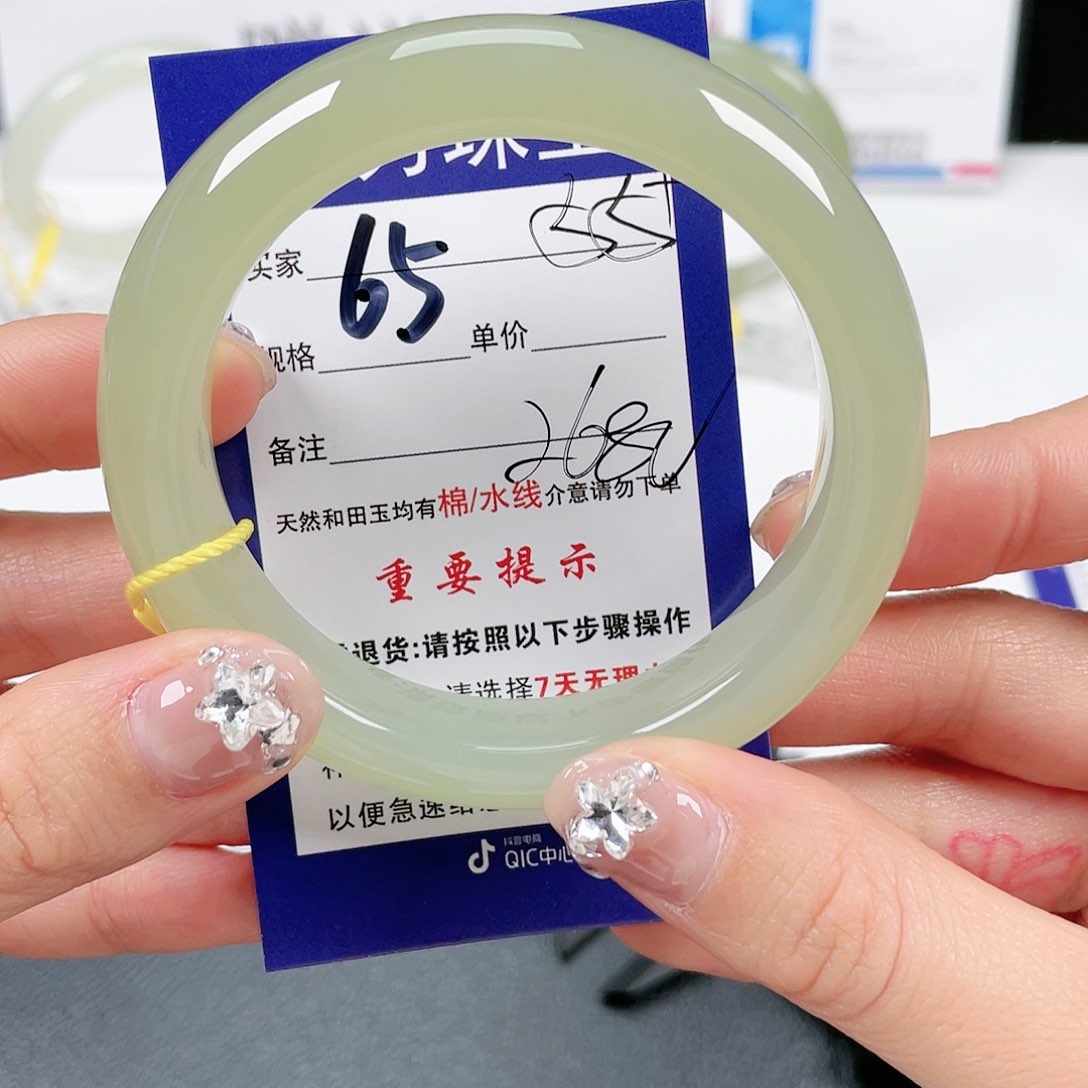 珠宝
55+
买家
65
规格 单价
备注
天然和田玉均有棉/水线介意请勿下单
重要提示
退货:请按照以下步骤操作
请选择7天无理
以便急速
抖音电商
QIC中心